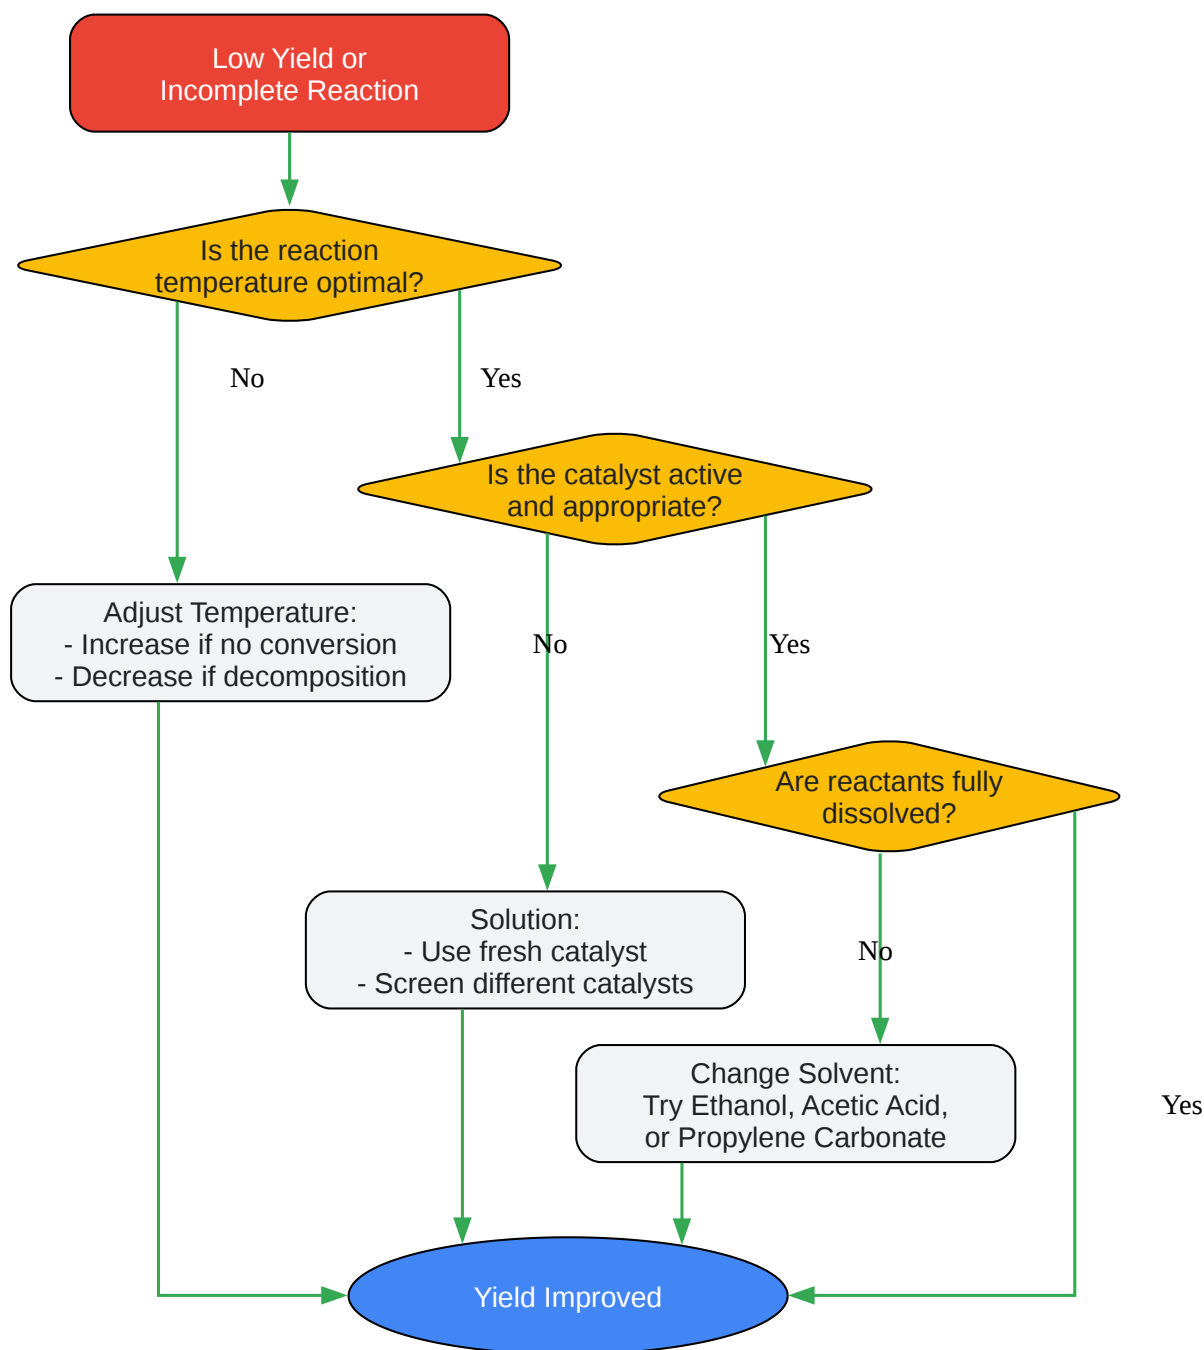 Low Yield or
Incomplete Reaction
Is the reaction
temperature optimal?
No
Yes
Is the catalyst active
and appropriate?
Adjust Temperature:
- Increase if no conversion
- Decrease if decomposition
No
Yes
Are reactants fully
dissolved?
Solution:
- Use fresh catalyst
- Screen different catalysts
No
Change Solvent:
Try Ethanol, Acetic Acid,
or Propylene Carbonate
Yes
Yield Improved